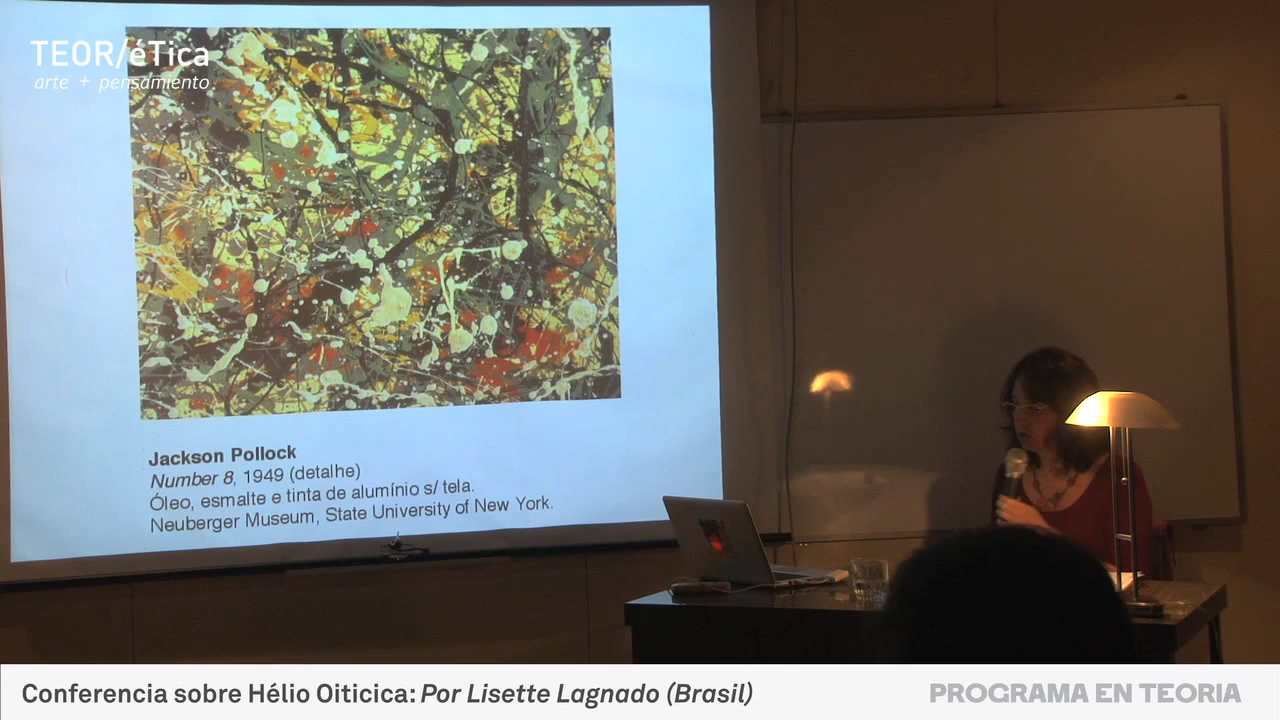 TEOR/éTica
arte + pensamiento
Jackson Pollock
Number 8, 1949 (detalhe)
Óleo, esmalte e tinta de alumínio s/ tela.
Neuberger Museum, State University of New York.
Conferencia sobre Hélio Oiticica: Por Lisette Lagnado (Brasil)
PROGRAMA EN TEORIA